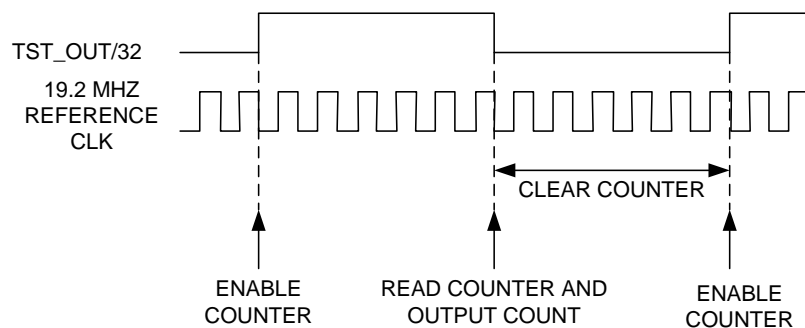 TST_OUT/32
19.2 MHZ
REFERENCE
CLK
CLEAR COUNTER
ENABLE
COUNTER
READ COUNTER AND
OUTPUT COUNT
ENABLE
COUNTER